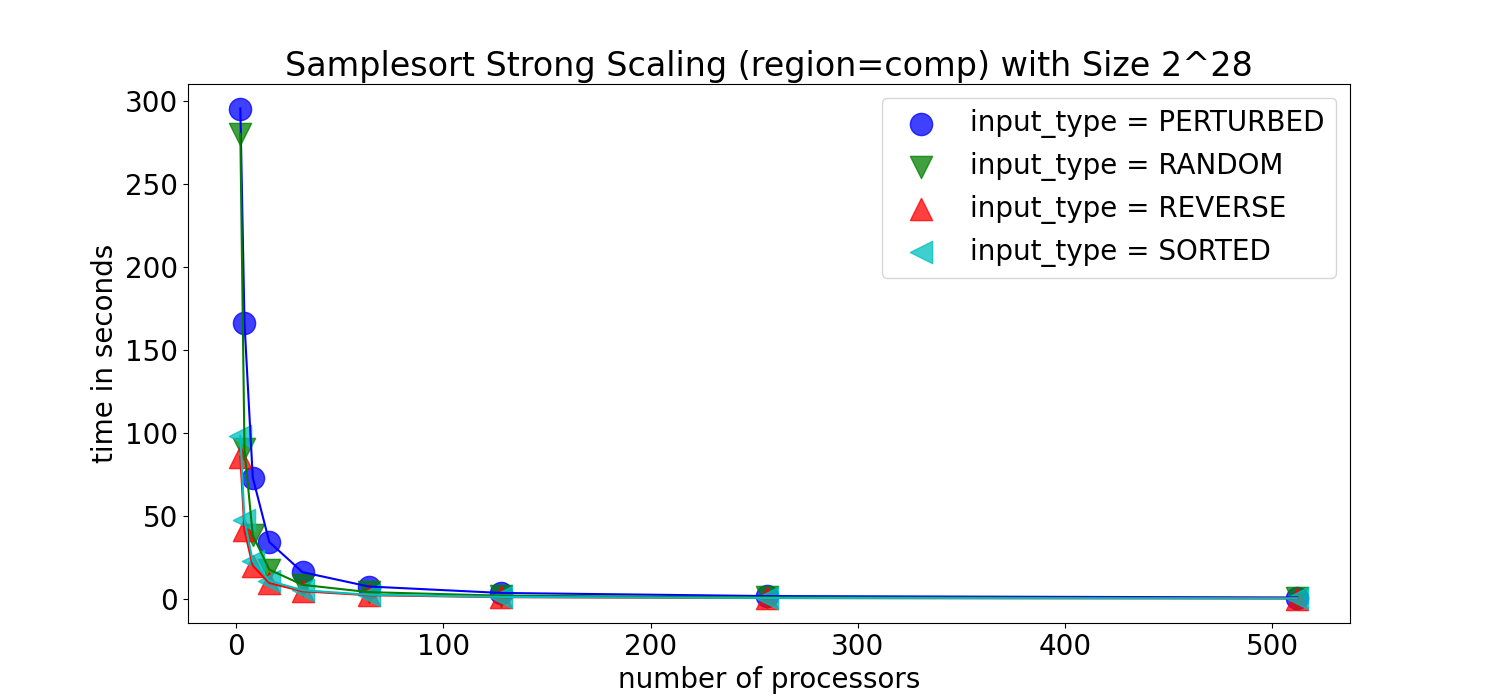 Samplesort Strong Scaling (region=comp) with Size 2^28
300
250
200
150
100
50
0
time in seconds
input_type = PERTURBED
input_type = RANDOM
input_type = REVERSE
input_type = SORTED
0 100 200 300 400 500
number of processors